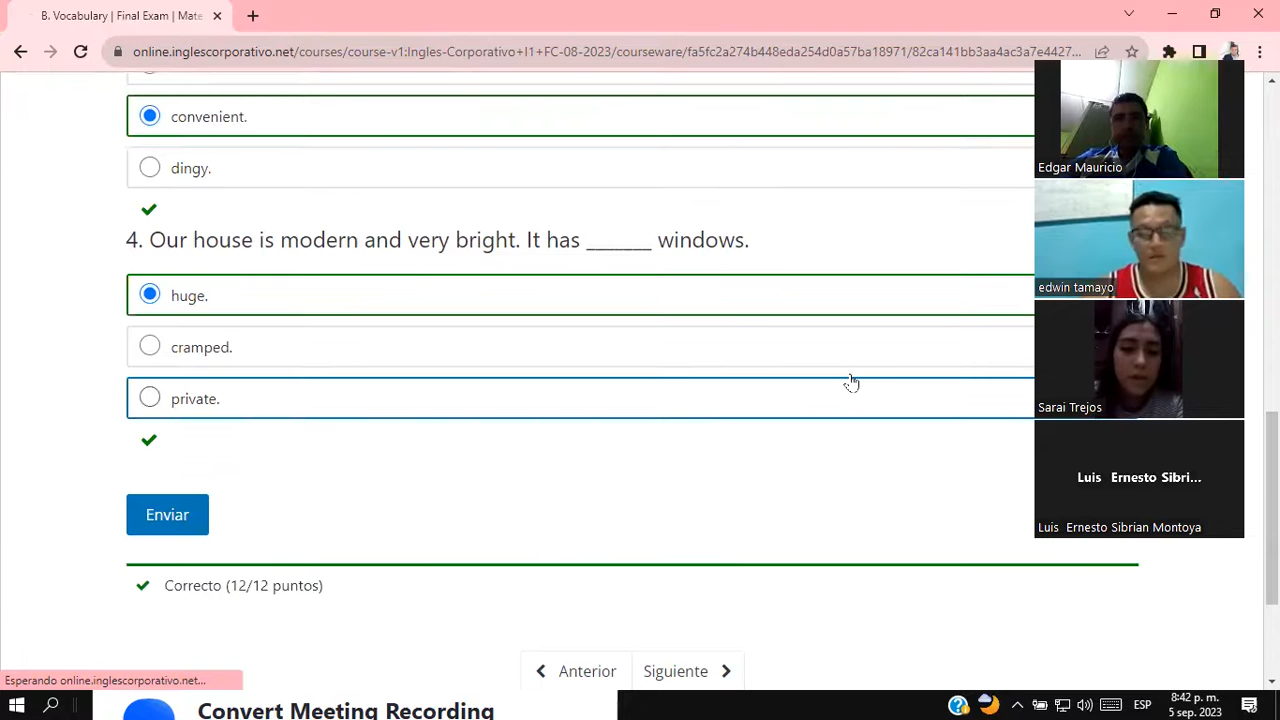 B. Vocabulary | Final Exam | Mate
online.inglescorporativo.net/courses/course-v1:Ingles-Corporativo+I1+FC-08-2023/courseware/fa5fc2a274b448eda254d0a57ba18971/82ca141bb3aa4ac3a7e4427...
convenient.
dingy.
4. Our house is modern and very bright. It has _______ windows.
huge.
cramped.
private.
Enviar
Correcto (12/12 puntos)
Anterior
Siguiente
Esperando online.inglescorporativo.net...
Edgar Mauricio
edwin tamayo
Sarai Trejos
Luis Ernesto Sibri...
Luis Ernesto Sibrian Montoya
Convert Meeting Recording
ESP
8:42 p. m.
5 sep. 2023